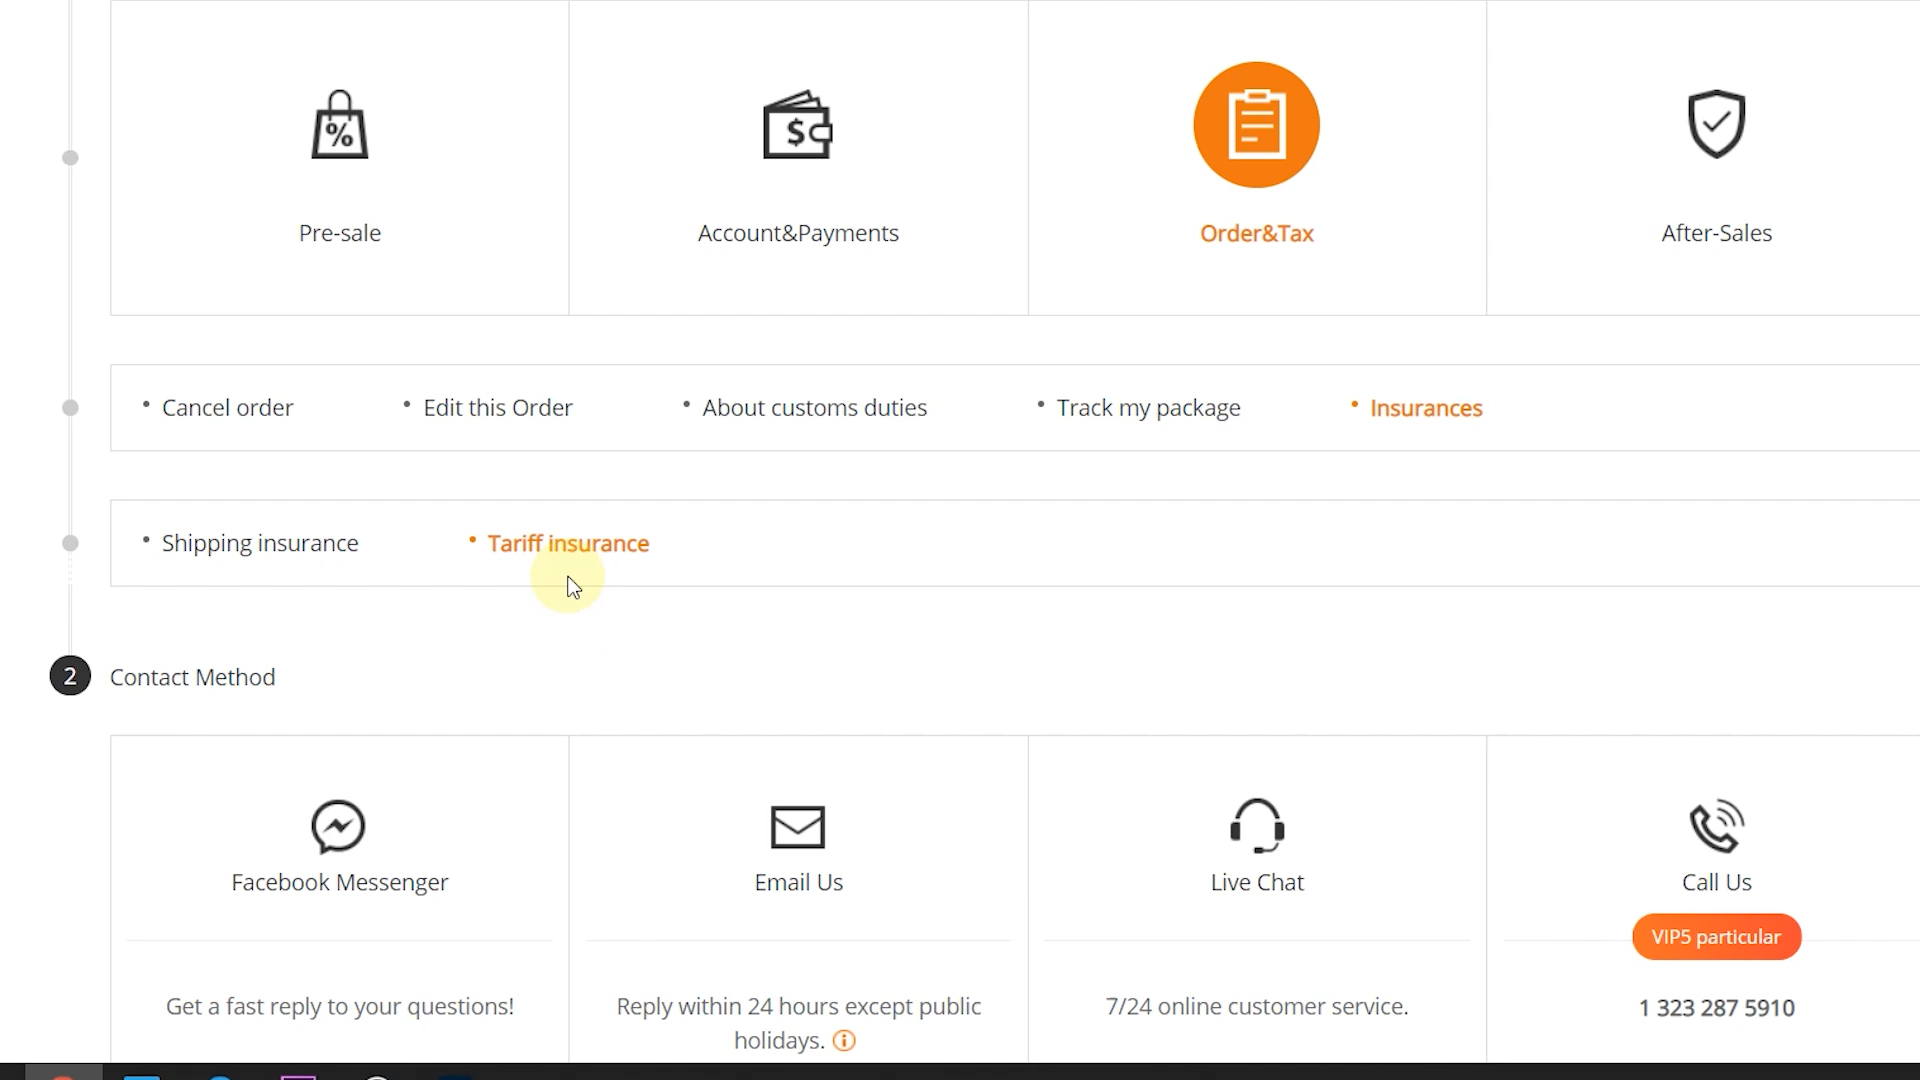 Pre-sale
Account&Payments
Order&Tax
After-Sales
Cancel order
Edit this Order
About customs duties
Track my package
Insurances
Shipping insurance
Tariff insurance
2 Contact Method
Facebook Messenger
Email Us
Live Chat
Call Us
VIP5 particular
Get a fast reply to your questions!
Reply within 24 hours except public
holidays.
7/24 online customer service.
1 323 287 5910